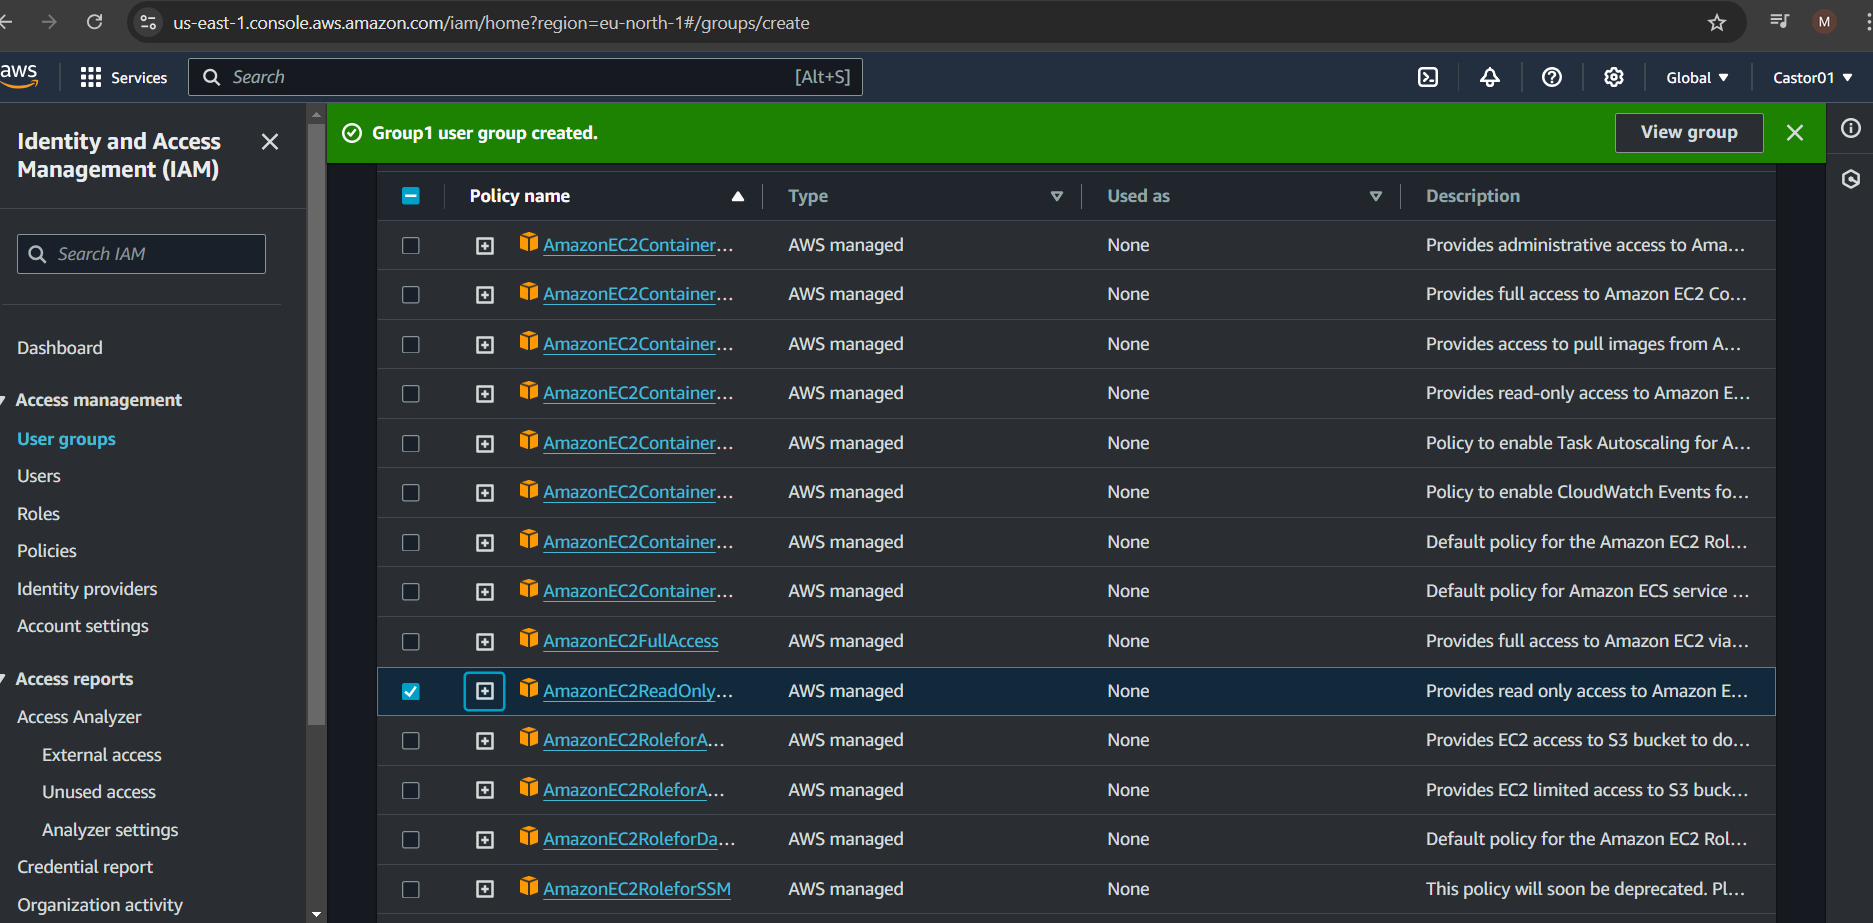 us-east-1.console.aws.amazon.com/iam/home?region=eu-north-1#/groups/create
M
aws
Services
Search
[Alt+S]
Global
Castor01
Identity and Access
Management (IAM)
Search IAM
Dashboard
Access management
User groups
Users
Roles
Policies
Identity providers
Account settings
Access reports
Access Analyzer
External access
Unused access
Analyzer settings
Credential report
Organization activity
Group1 user group created.
View group
Policy name Type Used as Description
AmazonEC2Container... AWS managed None Provides administrative access to Ama...
AmazonEC2Container... AWS managed None Provides full access to Amazon EC2 Co...
AmazonEC2Container... AWS managed None Provides access to pull images from A...
AmazonEC2Container... AWS managed None Provides read-only access to Amazon E...
AmazonEC2Container... AWS managed None Policy to enable Task Autoscaling for A...
AmazonEC2Container... AWS managed None Policy to enable CloudWatch Events fo...
AmazonEC2Container... AWS managed None Default policy for the Amazon EC2 Rol...
AmazonEC2Container... AWS managed None Default policy for Amazon ECS service ...
AmazonEC2FullAccess AWS managed None Provides full access to Amazon EC2 via...
AmazonEC2ReadOnly... AWS managed None Provides read only access to Amazon E...
AmazonEC2RoleforA... AWS managed None Provides EC2 access to S3 bucket to do...
AmazonEC2RoleforA... AWS managed None Provides EC2 limited access to S3 buck...
AmazonEC2RoleforDa... AWS managed None Default policy for the Amazon EC2 Rol...
AmazonEC2RoleforSSM AWS managed None This policy will soon be deprecated. Pl...